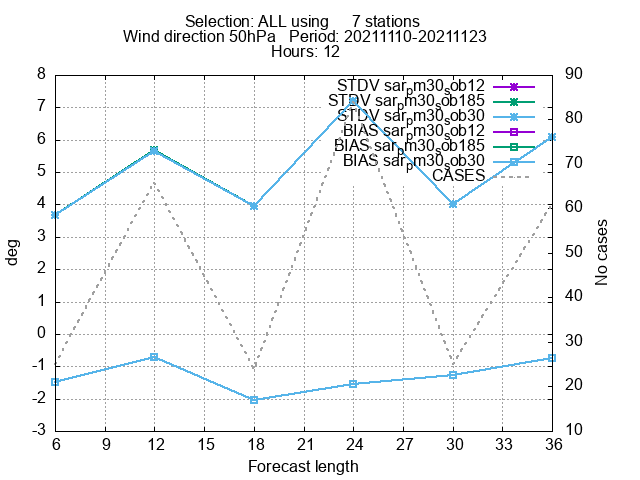 Selection: ALL using 7 stations
Wind direction 50hPa Period: 20211110-20211123
Hours: 12
STDV sar_pm30_sob12
STDV sar_pm30_sob185
STDV sar_pm30_sob30
BIAS sar_pm30_sob12
BIAS sar_pm30_sob185
BIAS sar_pm30_sob30
CASES
8
7
6
5
4
3
2
1
0
-1
-2
-3
deg
90
80
70
60
50
40
30
20
10
No cases
6 9 12 15 18 21 24 27 30 33 36
Forecast length